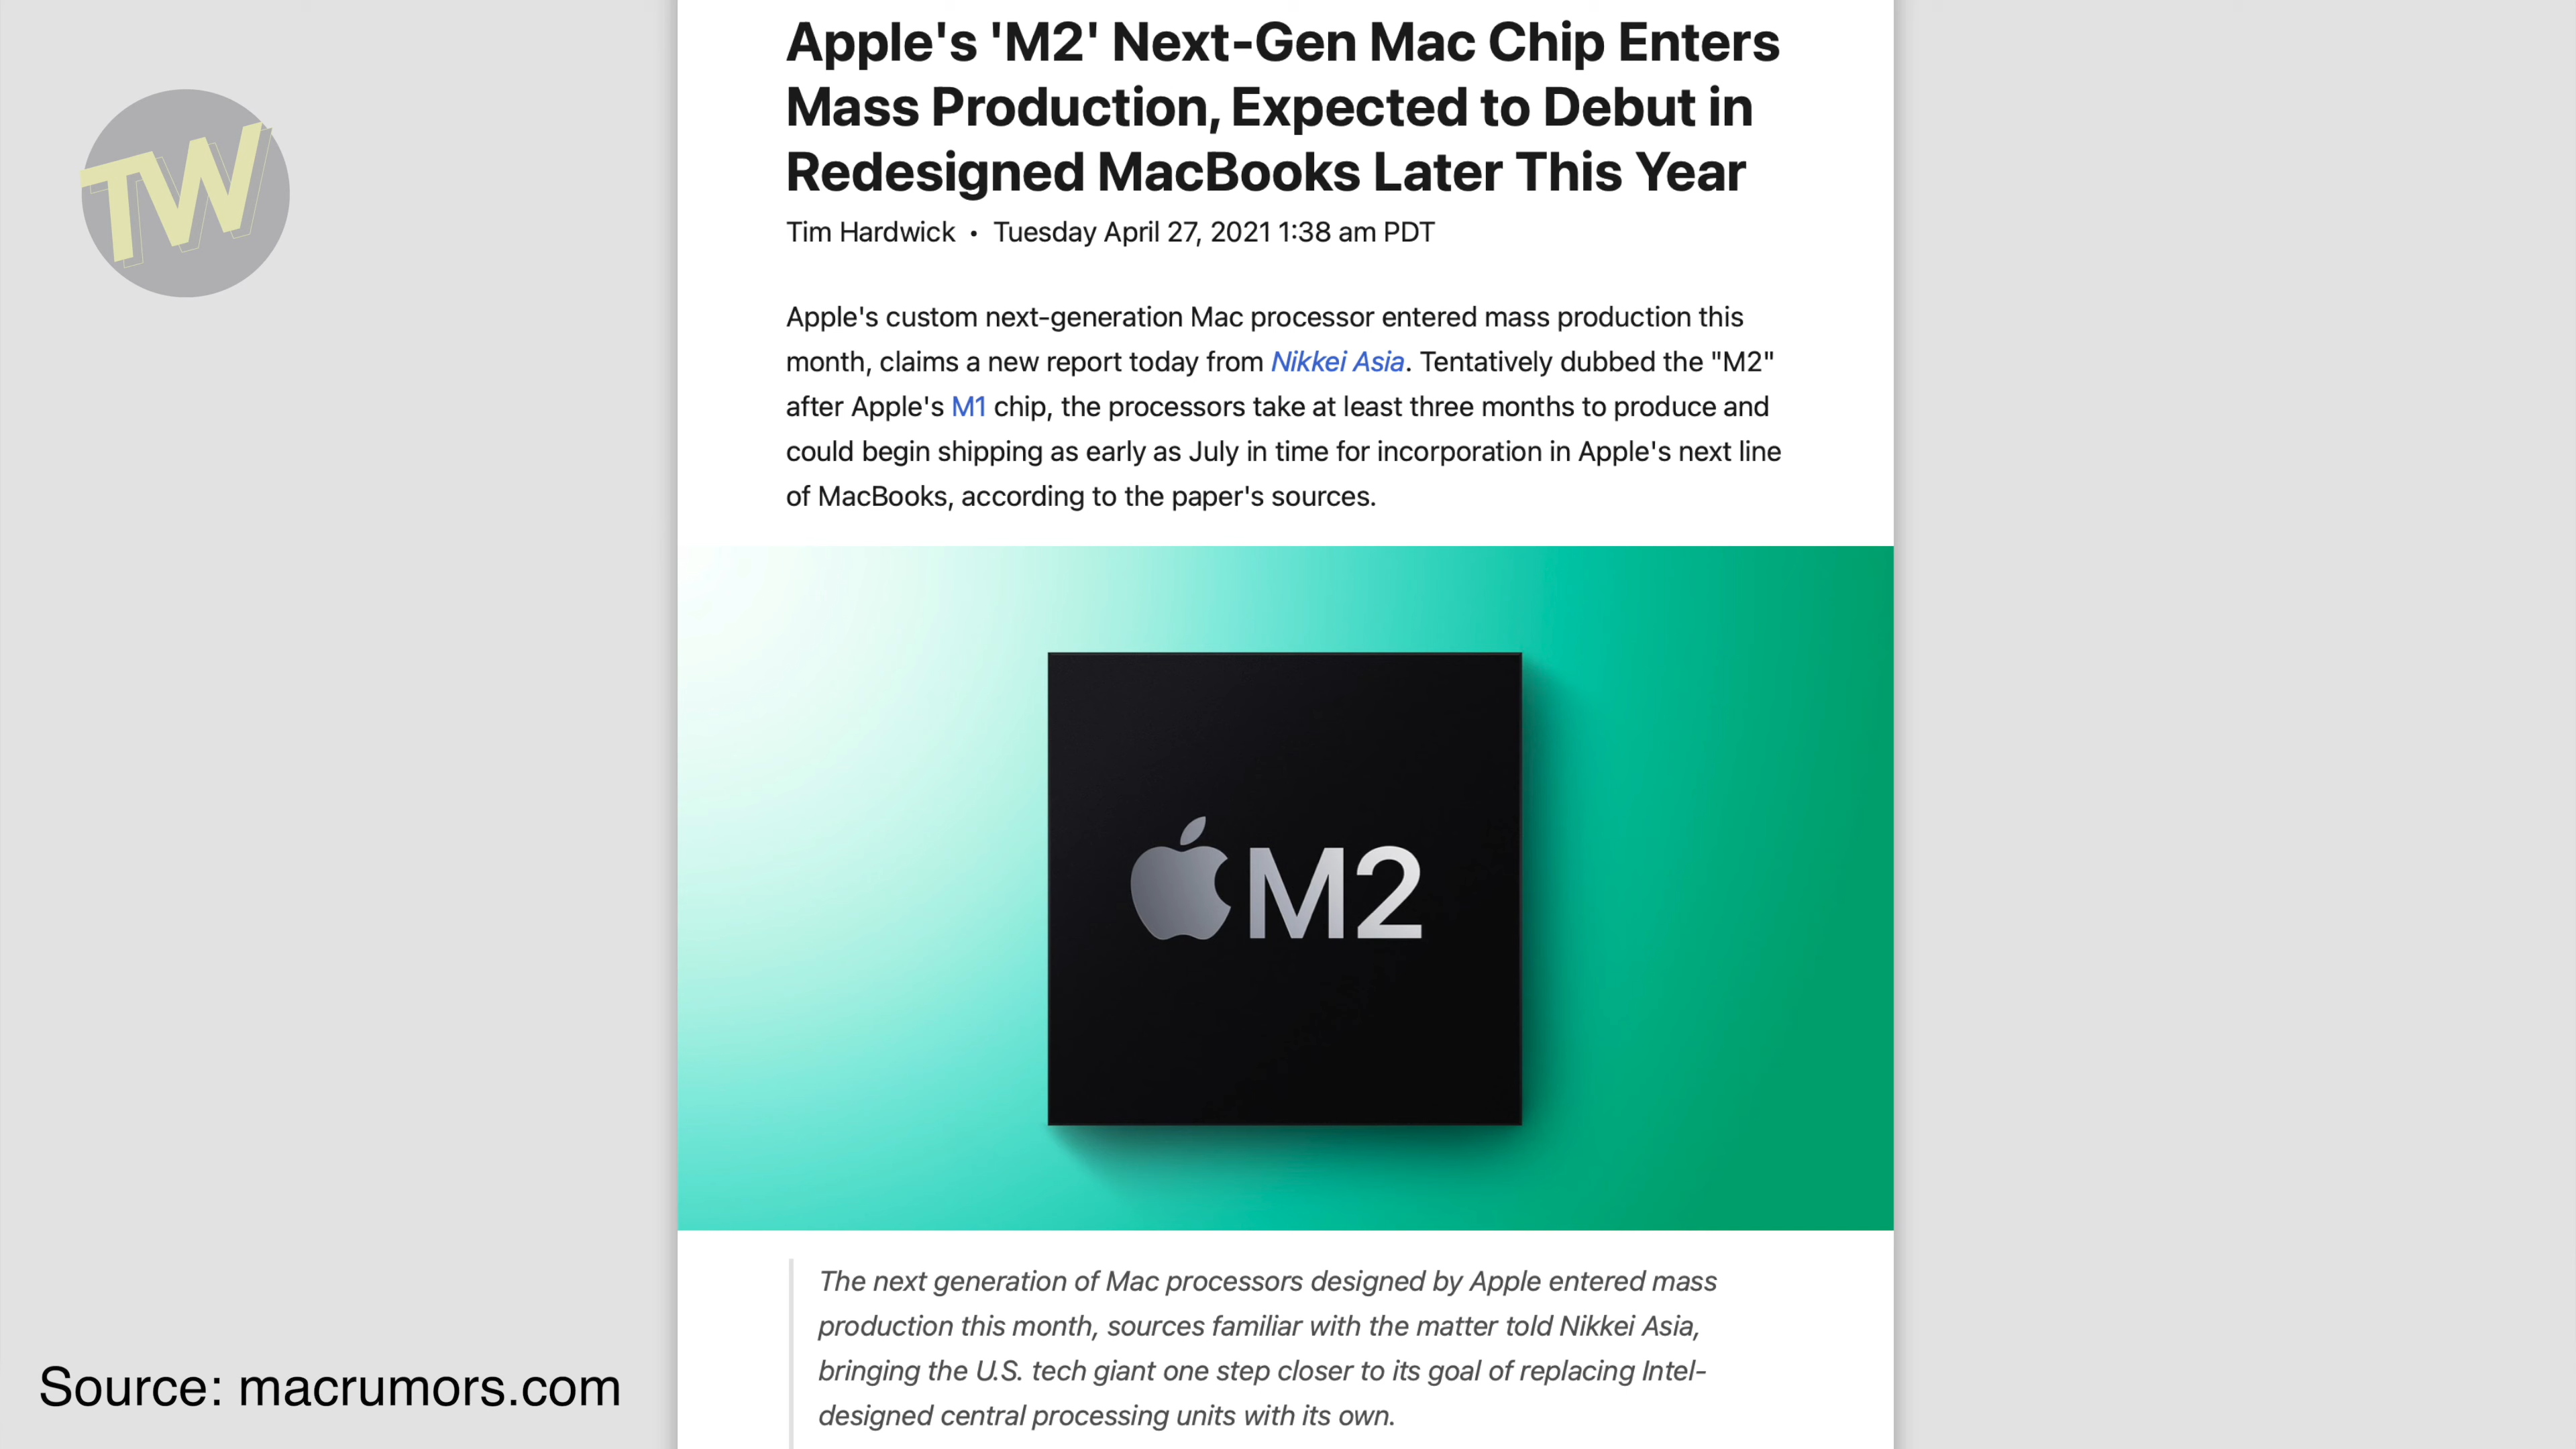 Apple's 'M2' Next-Gen Mac Chip Enters
Mass Production, Expected to Debut in
Redesigned MacBooks Later This Year
Tim Hardwick • Tuesday April 27, 2021 1:38 am PDT
TW
Apple's custom next-generation Mac processor entered mass production this
month, claims a new report today from Nikkei Asia. Tentatively dubbed the "M2"
after Apple's M1 chip, the processors take at least three months to produce and
could begin shipping as early as July in time for incorporation in Apple's next line
of MacBooks, according to the paper's sources.
M2
The next generation of Mac processors designed by Apple entered mass
production this month, sources familiar with the matter told Nikkei Asia,
bringing the U.S. tech giant one step closer to its goal of replacing Intel-
designed central processing units with its own.
Source: macrumors.com